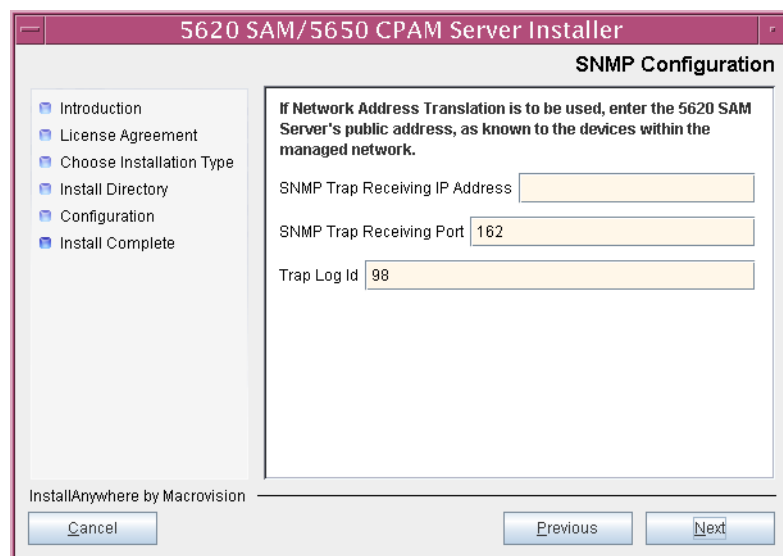 5620 SAM/5650 CPAM Server Installer
SNMP Configuration
Introduction
License Agreement
Choose Installation Type
Install Directory
Configuration
Install Complete
If Network Address Translation is to be used, enter the 5620 SAM
Server's public address, as known to the devices within the
managed network.
SNMP Trap Receiving IP Address
SNMP Trap Receiving Port 162
Trap Log Id 98
InstallAnywhere by Macrovision
Cancel Previous Next